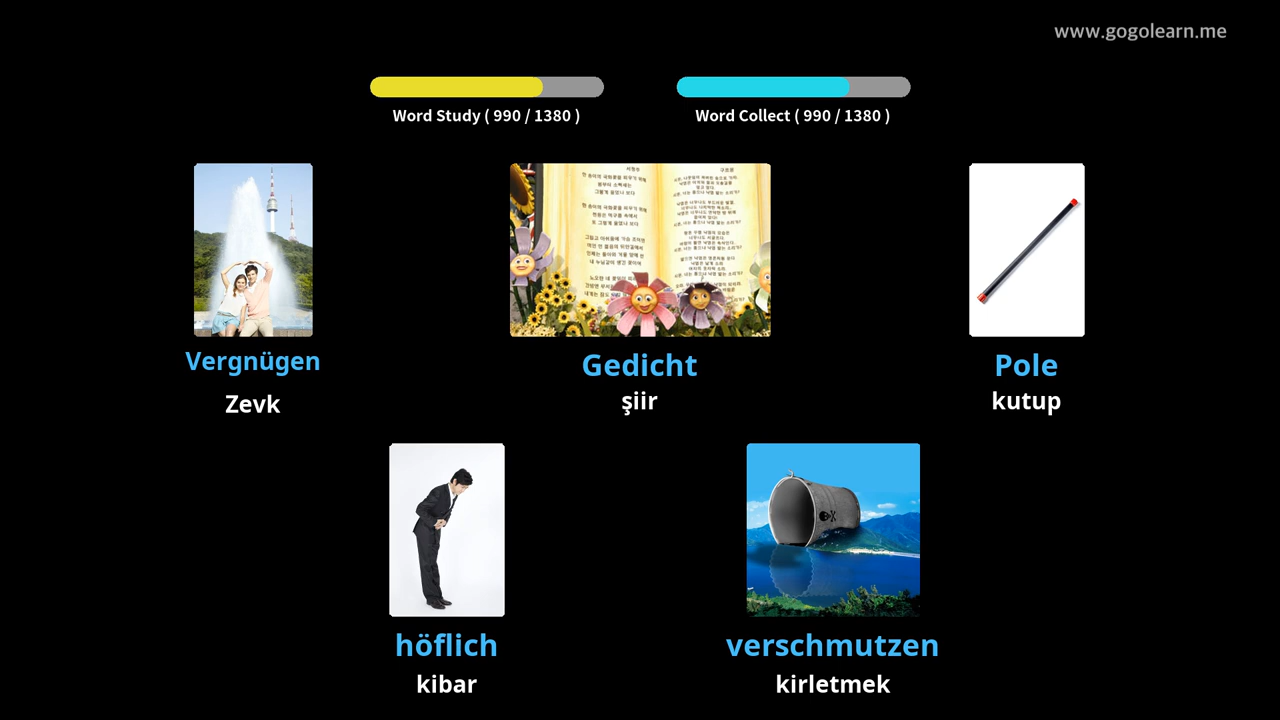 www.gogolearn.me
Word Study ( 990 / 1380 )
Word Collect ( 990 / 1380 )
Vergnügen
Zevk
Gedicht
şiir
Pole
kutup
höflich
kibar
verschmutzen
kirletmek